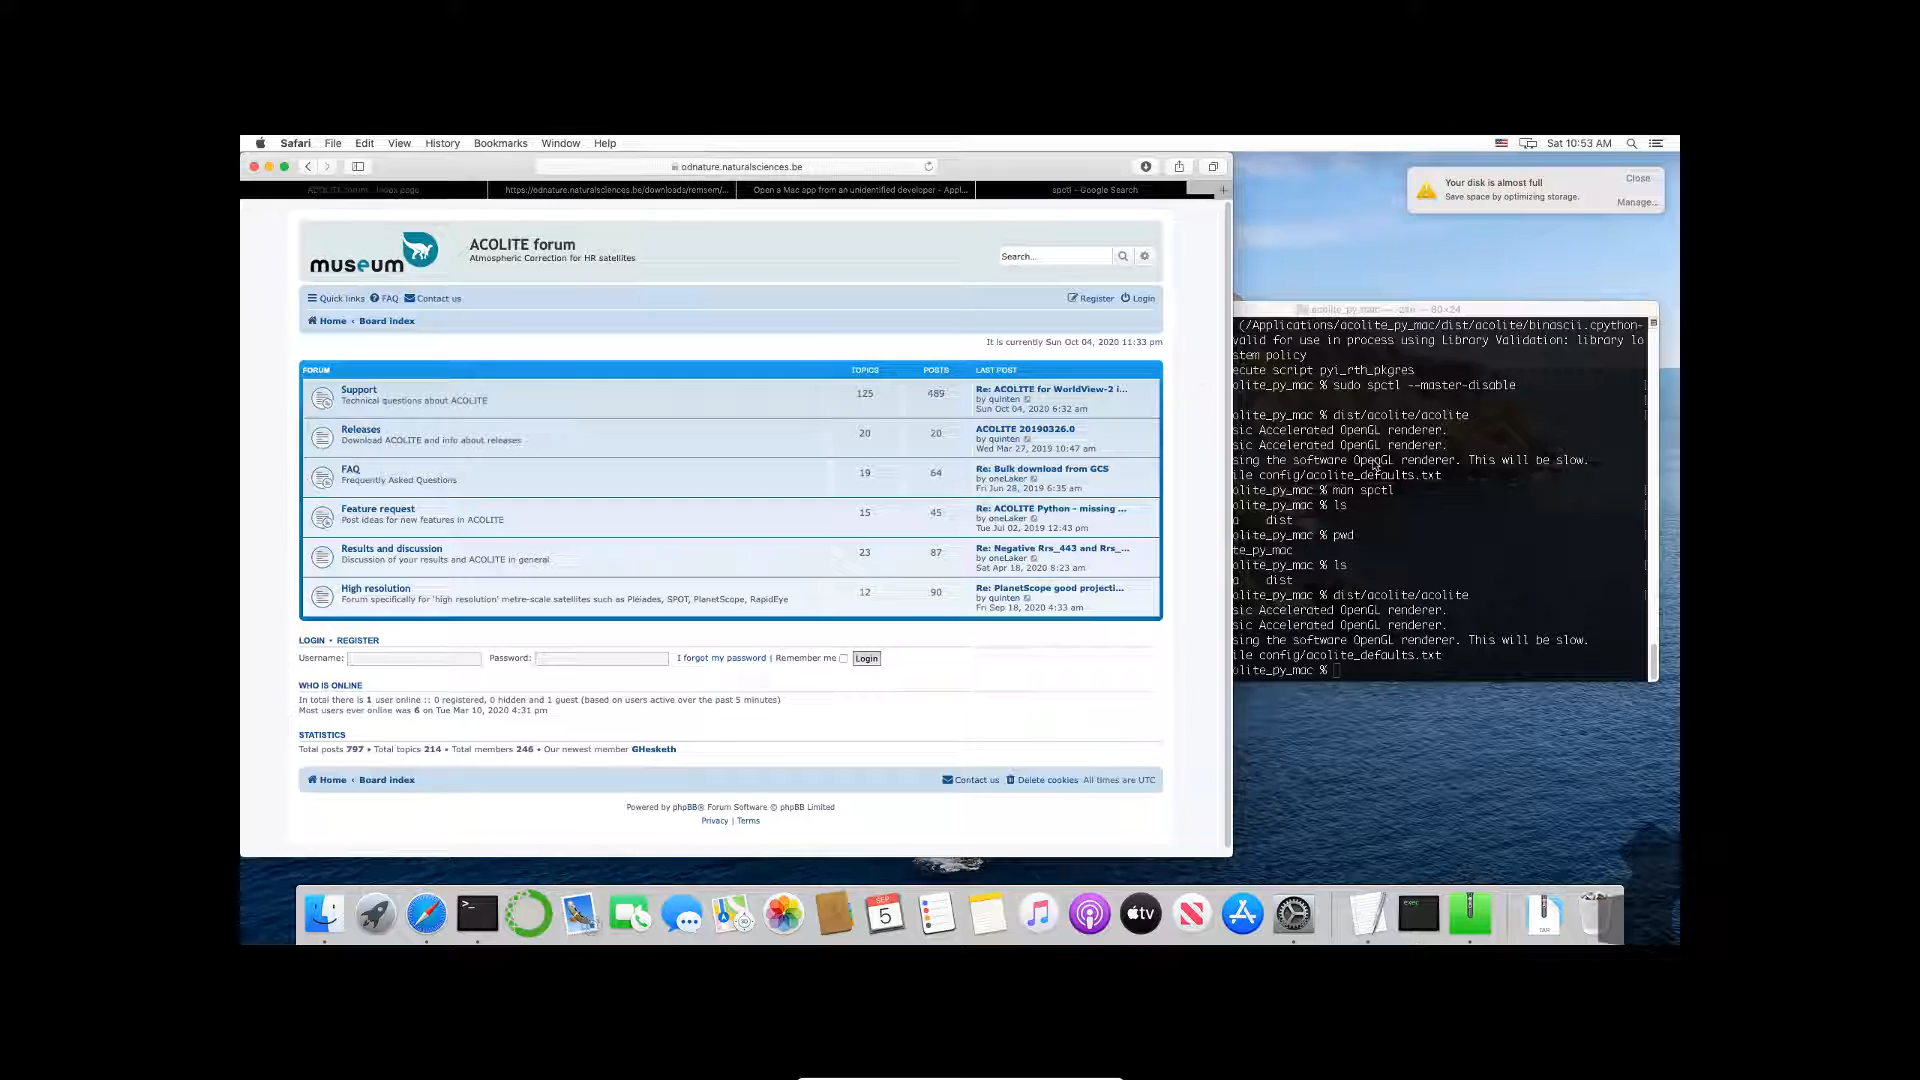 Safari File Edit View History Bookmarks Window Help
Sat 10:53 AM
odnature.naturalsciences.be
ACOLITE forum - Index page
https://odnature.naturalsciences.be/downloads/remsem/...
Open a Mac app from an unidentified developer - Appl...
spctl - Google Search
Your disk is almost full
Save space by optimizing storage.
Close
Manage...
museum
ACOLITE forum
Atmospheric Correction for HR satellites
Search...
Quick links FAQ Contact us
Register Login
Home ‹ Board index
It is currently Sun Oct 04, 2020 11:33 pm
FORUM TOPICS POSTS LAST POST
Support
Technical questions about ACOLITE
125 489
Re: ACOLITE for WorldView-2 i...
by quinten
Sun Oct 04, 2020 6:32 am
Releases
Download ACOLITE and info about releases
20 20
ACOLITE 20190326.0
by quinten
Wed Mar 27, 2019 10:47 am
FAQ
Frequently Asked Questions
19 64
Re: Bulk download from GCS
by oneLaker
Fri Jun 28, 2019 6:35 am
Feature request
Post ideas for new features in ACOLITE
15 45
Re: ACOLITE Python - missing ...
by oneLaker
Tue Jul 02, 2019 12:43 pm
Results and discussion
Discussion of your results and ACOLITE in general
23 87
Re: Negative Rrs_443 and Rrs_...
by oneLaker
Sat Apr 18, 2020 8:23 am
High resolution
Forum specifically for 'high resolution' metre-scale satellites such as Pléiades, SPOT, PlanetScope, RapidEye
12 90
Re: PlanetScope good projecti...
by quinten
Fri Sep 18, 2020 4:33 am
LOGIN • REGISTER
Username: Password: I forgot my password | Remember me Login
WHO IS ONLINE
In total there is 1 user online :: 0 registered, 0 hidden and 1 guest (based on users active over the past 5 minutes)
Most users ever online was 6 on Tue Mar 10, 2020 4:31 pm
STATISTICS
Total posts 797 • Total topics 214 • Total members 246 • Our newest member GHesketh
Home ‹ Board index
Contact us Delete cookies All times are UTC
Powered by phpBB® Forum Software © phpBB Limited
Privacy | Terms
acolite_py_mac — -zsh — 80×24
(/Applications/acolite_py_mac/dist/acolite/binascii.cpython-
valid for use in process using Library Validation: library lo
stem policy
ecute script pyi_rth_pkgres
olite_py_mac % sudo spctl --master-disable
olite_py_mac % dist/acolite/acolite
sic Accelerated OpenGL renderer.
sic Accelerated OpenGL renderer.
sing the software OpenGL renderer. This will be slow.
ile config/acolite_defaults.txt
olite_py_mac % man spctl
olite_py_mac % ls
a dist
olite_py_mac % pwd
te_py_mac
olite_py_mac % ls
a dist
olite_py_mac % dist/acolite/acolite
sic Accelerated OpenGL renderer.
sic Accelerated OpenGL renderer.
sing the software OpenGL renderer. This will be slow.
ile config/acolite_defaults.txt
olite_py_mac %
SEP
5
tv
exec
TAR